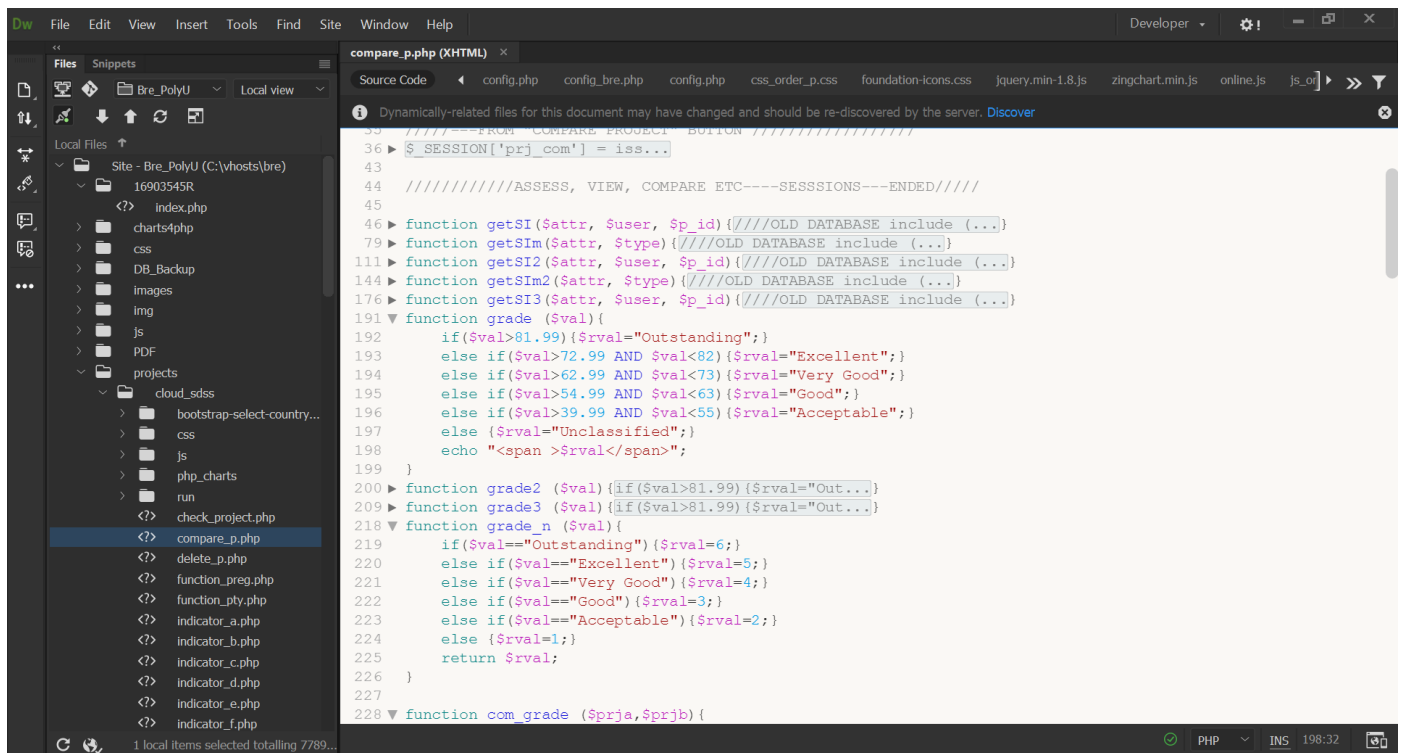 Dw File Edit View Insert Tools Find Site Window Help Developer !
Files Snippets
Bre_PolyU Local view
Local Files
Site - Bre_PolyU (C:\vhosts\bre)
16903545R
<?> index.php
charts4php
css
DB_Backup
images
img
js
PDF
projects
cloud_sdss
bootstrap-select-country...
css
js
php_charts
run
<?> check_project.php
<?> compare_p.php
<?> delete_p.php
<?> function_preg.php
<?> function_pty.php
<?> indicator_a.php
<?> indicator_b.php
<?> indicator_c.php
<?> indicator_d.php
<?> indicator_e.php
<?> indicator_f.php
1 local items selected totalling 7789...
compare_p.php (XHTML)
Source Code config.php config_bre.php config.php css_order_p.css foundation-icons.css jquery.min-1.8.js zingchart.min.js online.js js_or
Dynamically-related files for this document may have changed and should be re-discovered by the server. Discover
35 /////---FROM "COMPARE PROJECT" BUTTON //////////////////
36 $_SESSION['prj_com'] = iss...
43
44 ////////////ASSESS, VIEW, COMPARE ETC----SESSSIONS---ENDED/////
45
46 function getSI($attr, $user, $p_id){////OLD DATABASE include (...}
79 function getSIm($attr, $type){////OLD DATABASE include (...}
111 function getSI2($attr, $user, $p_id){////OLD DATABASE include (...}
144 function getSIm2($attr, $type){////OLD DATABASE include (...}
176 function getSI3($attr, $user, $p_id){////OLD DATABASE include (...}
191 function grade ($val){
192 if($val>81.99){$rval="Outstanding";}
193 else if($val>72.99 AND $val<82){$rval="Excellent";}
194 else if($val>62.99 AND $val<73){$rval="Very Good";}
195 else if($val>54.99 AND $val<63){$rval="Good";}
196 else if($val>39.99 AND $val<55){$rval="Acceptable";}
197 else {$rval="Unclassified";}
198 echo "<span >$rval</span>";
199 }
200 function grade2 ($val){if($val>81.99){$rval="Out...}
209 function grade3 ($val){if($val>81.99){$rval="Out...}
218 function grade_n ($val){
219 if($val=="Outstanding"){$rval=6;}
220 else if($val=="Excellent"){$rval=5;}
221 else if($val=="Very Good"){$rval=4;}
222 else if($val=="Good"){$rval=3;}
223 else if($val=="Acceptable"){$rval=2;}
224 else {$rval=1;}
225 return $rval;
226 }
227
228 function com_grade ($prja,$prjb){
PHP INS 198:32